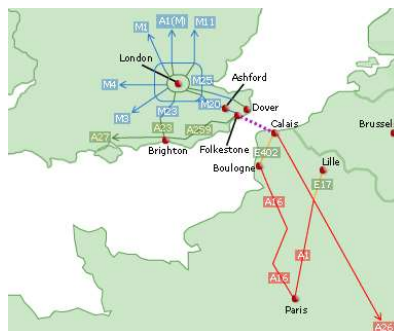 M1
A1(M)
M11
London
M25
Ashford
M4
M20
Dover
M3
M23
Calais
Brussel
A23
A259
A27
Brighton
Folkestone
E402
Lille
Boulogne
E17
A16
A1
A16
Paris
A26